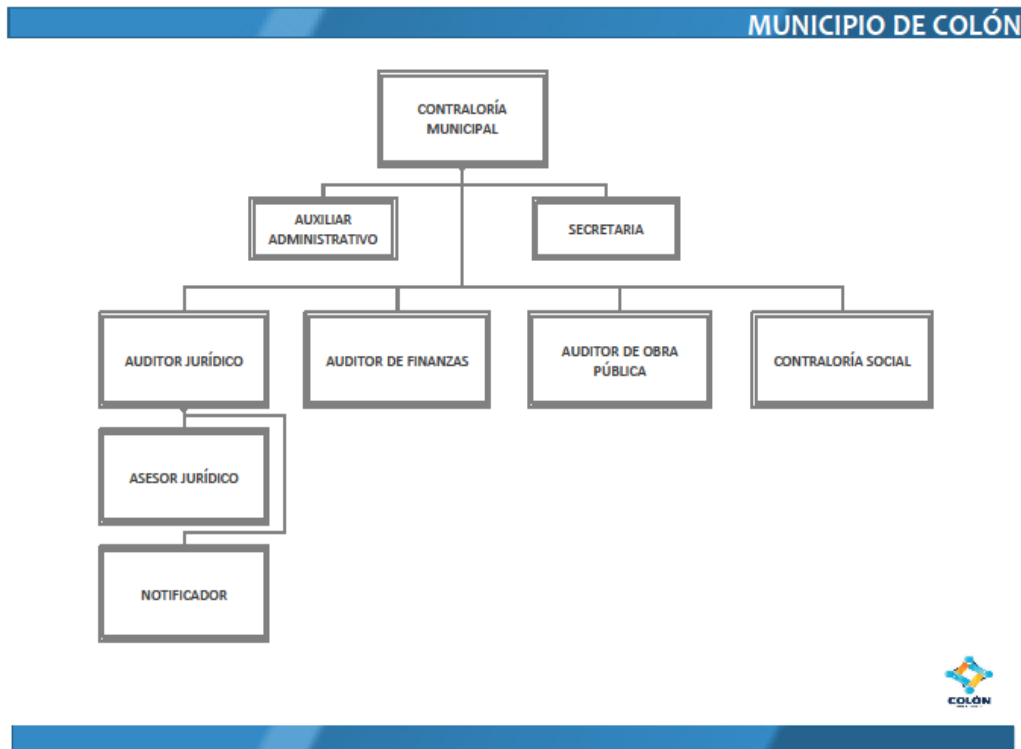 MUNICIPIO DE COLÓN
CONTRALORÍA
MUNICIPAL
AUXILIAR
ADMINISTRATIVO
SECRETARIA
AUDITOR JURÍDICO
AUDITOR DE FINANZAS
AUDITOR DE OBRA
PÚBLICA
CONTRALORÍA SOCIAL
ASESOR JURÍDICO
NOTIFICADOR
COLÓN